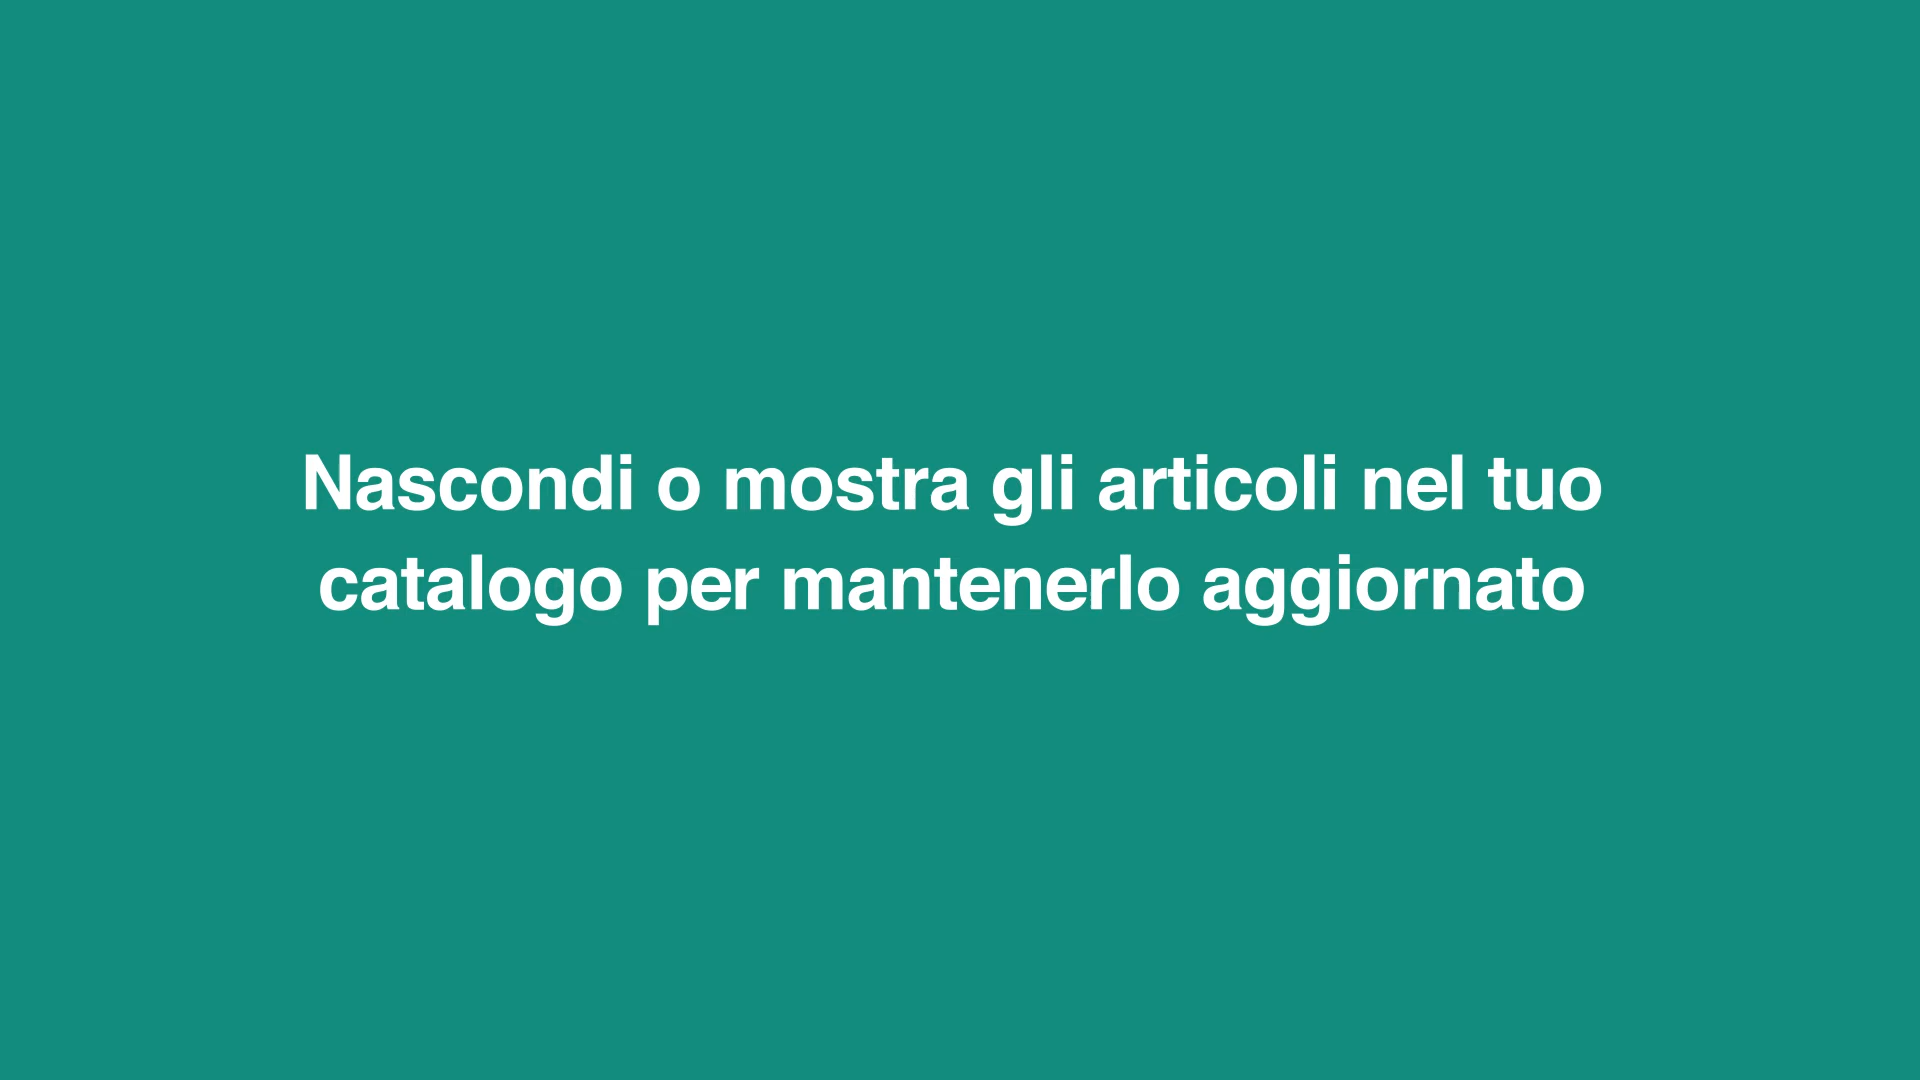 Nascondi o mostra gli articoli nel tuo
catalogo per mantenerlo aggiornato